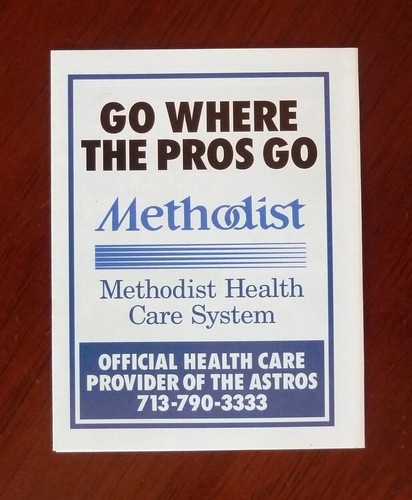 GO WHERE
THE PROS GO
Methodist
Methodist Health
Care System
OFFICIAL HEALTH CARE
PROVIDER OF THE ASTROS
713-790-3333